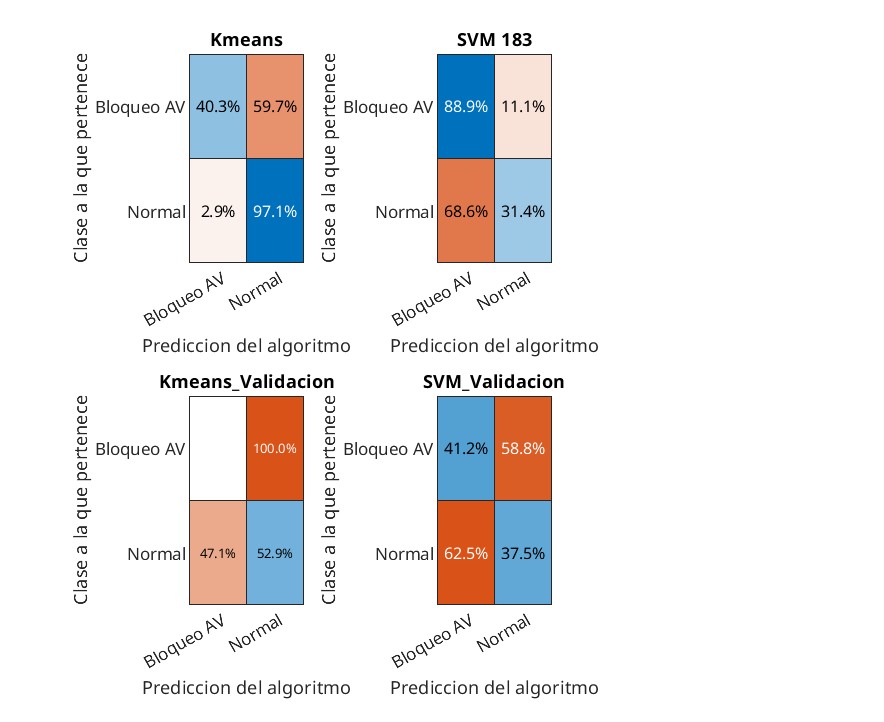 Kmeans
Clase a la que pertenece
Bloqueo AV 40.3% 59.7%
Normal 2.9% 97.1%
Bloqueo AV Normal
Prediccion del algoritmo
SVM 183
Clase a la que pertenece
Bloqueo AV 88.9% 11.1%
Normal 68.6% 31.4%
Bloqueo AV Normal
Prediccion del algoritmo
Kmeans_Validacion
Clase a la que pertenece
Bloqueo AV 100.0%
Normal 47.1% 52.9%
Bloqueo AV Normal
Prediccion del algoritmo
SVM_Validacion
Clase a la que pertenece
Bloqueo AV 41.2% 58.8%
Normal 62.5% 37.5%
Bloqueo AV Normal
Prediccion del algoritmo